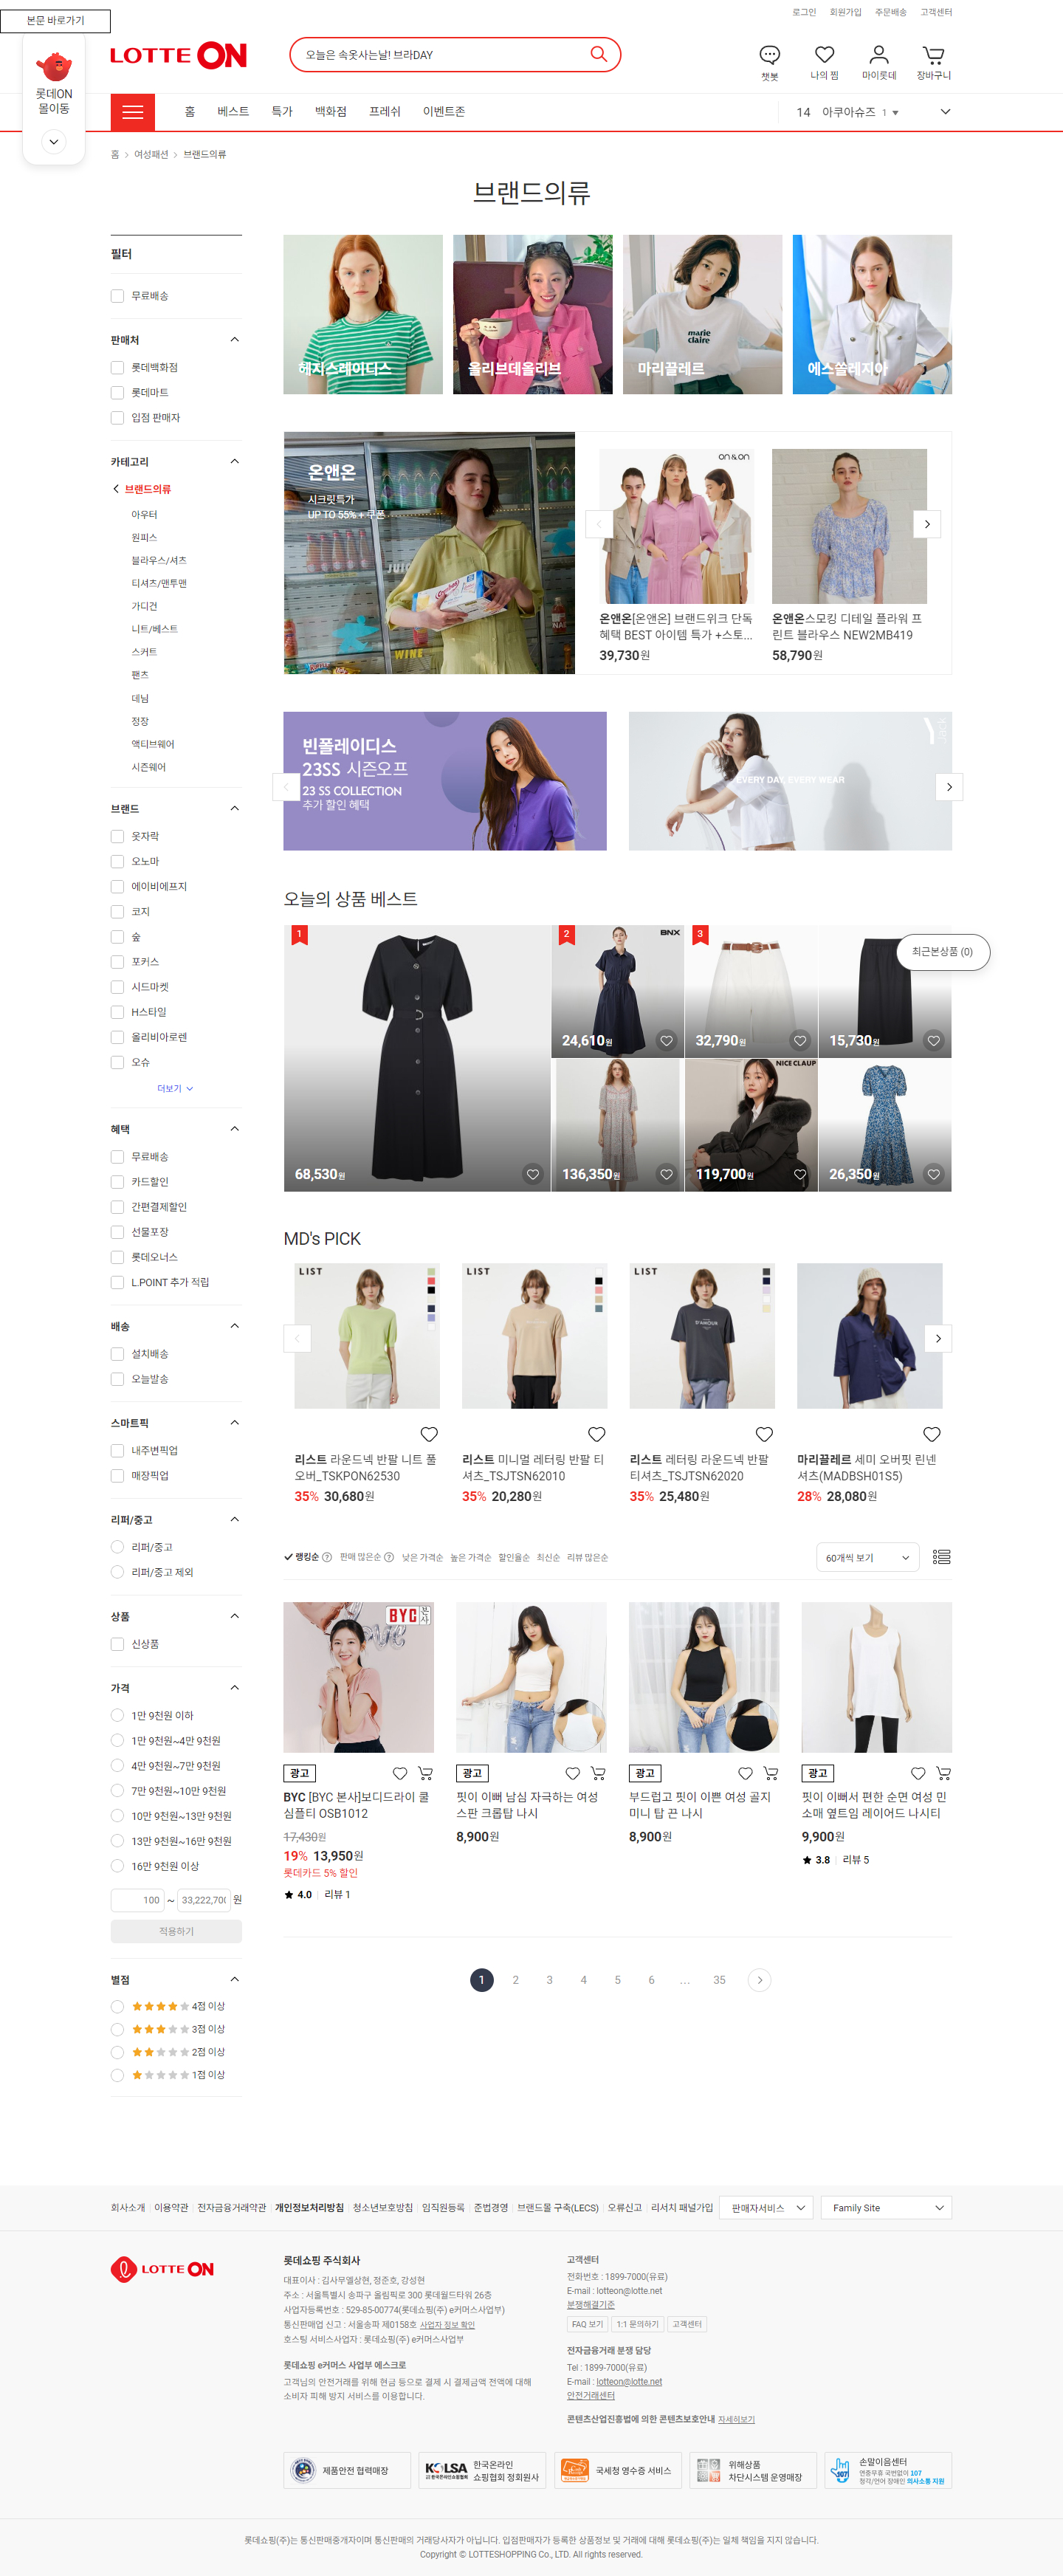 본문 바로가기
로그인 회원가입 주문배송 고객센터
롯데ON
몰이동
LOTTE ON
오늘은 속옷사는날! 브라DAY
챗봇 나의 찜 마이롯데 장바구니
홈 베스트 특가 백화점 프레쉬 이벤트존
14 아쿠아슈즈 1
홈 > 여성패션 > 브랜드의류
브랜드의류
필터
무료배송
판매처
롯데백화점
롯데마트
입점 판매자
카테고리
브랜드의류
아우터
원피스
블라우스/셔츠
티셔츠/맨투맨
가디건
니트/베스트
스커트
팬츠
데님
정장
액티브웨어
시즌웨어
브랜드
옷자락
오노마
에이비에프지
코지
숲
포커스
시드마켓
H스타일
올리비아로렌
오슈
더보기
혜택
무료배송
카드할인
간편결제할인
선물포장
롯데오너스
L.POINT 추가 적립
배송
설치배송
오늘발송
스마트픽
내주변픽업
매장픽업
리퍼/중고
리퍼/중고
리퍼/중고 제외
상품
신상품
가격
1만 9천원 이하
1만 9천원~4만 9천원
4만 9천원~7만 9천원
7만 9천원~10만 9천원
10만 9천원~13만 9천원
13만 9천원~16만 9천원
16만 9천원 이상
100 ~ 33,222,700 원
적용하기
별점
4점 이상
3점 이상
2점 이상
1점 이상
헤지스레이디스
올리브데올리브
marie
claire
마리끌레르
에스쏠레지아
온앤온
시크릿특가
UP TO 55% + 쿠폰
WINE
on&on
온앤온[온앤온] 브랜드위크 단독
혜택 BEST 아이템 특가 +스토...
39,730원
온앤온스모킹 디테일 플라워 프
린트 블라우스 NEW2MB419
58,790원
빈폴레이디스
23SS 시즌오프
23 SS COLLECTION
추가 할인 혜택
EVERY DAY, EVERY WEAR
오늘의 상품 베스트
1
68,530원
2
BNX
24,610원
3
32,790원
15,730원
136,350원
NICE CLAUP
119,700원
26,350원
최근본상품 (0)
MD's PICK
LIST
리스트 라운드넥 반팔 니트 풀
오버_TSKPON62530
35% 30,680원
LIST
리스트 미니멀 레터링 반팔 티
셔츠_TSJTSN62010
35% 20,280원
LIST
D'AMOUR
리스트 레터링 라운드넥 반팔
티셔츠_TSJTSN62020
35% 25,480원
마리끌레르 세미 오버핏 린넨
셔츠(MADBSH01S5)
28% 28,080원
랭킹순 ? 판매 많은순 ? 낮은 가격순 높은 가격순 할인율순 최신순 리뷰 많은순
60개씩 보기
BYC 본사
광고
BYC [BYC 본사]보디드라이 쿨
심플티 OSB1012
17,430원
19% 13,950원
롯데카드 5% 할인
4.0 리뷰 1
광고
핏이 이뻐 남심 자극하는 여성
스판 크롭탑 나시
8,900원
광고
부드럽고 핏이 이쁜 여성 골지
미니 탑 끈 나시
8,900원
광고
핏이 이뻐서 편한 순면 여성 민
소매 옆트임 레이어드 나시티
9,900원
3.8 리뷰 5
1 2 3 4 5 6 ... 35
회사소개 이용약관 전자금융거래약관 개인정보처리방침 청소년보호방침 임직원등록 준법경영 브랜드몰 구축(LECS) 오류신고 리서치 패널가입 판매자서비스 Family Site
LOTTE ON
롯데쇼핑 주식회사
대표이사 : 김사무엘상현, 정준호, 강성현
주소 : 서울특별시 송파구 올림픽로 300 롯데월드타워 26층
사업자등록번호 : 529-85-00774(롯데쇼핑(주) e커머스사업부)
통신판매업 신고 : 서울송파 제0158호 사업자 정보 확인
호스팅 서비스사업자 : 롯데쇼핑(주) e커머스사업부
롯데쇼핑 e커머스 사업부 에스크로
고객님의 안전거래를 위해 현금 등으로 결제 시 결제금액 전액에 대해
소비자 피해 방지 서비스를 이용합니다.
고객센터
전화번호 : 1899-7000(유료)
E-mail : lotteon@lotte.net
분쟁해결기준
FAQ 보기 1:1 문의하기 고객센터
전자금융거래 분쟁 담당
Tel : 1899-7000(유료)
E-mail : lotteon@lotte.net
안전거래센터
콘텐츠산업진흥법에 의한 콘텐츠보호안내 자세히보기
제품안전 협력매장
KOLSA
한국온라인
쇼핑협회 정회원사
국세청 영수증 서비스
위해상품
차단시스템 운영매장
107
손말이음센터
연중무휴 국번없이 107
청각/언어 장애인 의사소통 지원
롯데쇼핑(주)는 통신판매중개자이며 통신판매의 거래당사자가 아닙니다. 입점판매자가 등록한 상품정보 및 거래에 대해 롯데쇼핑(주)는 일체 책임을 지지 않습니다.
Copyright © LOTTESHOPPING Co., LTD. All rights reserved.